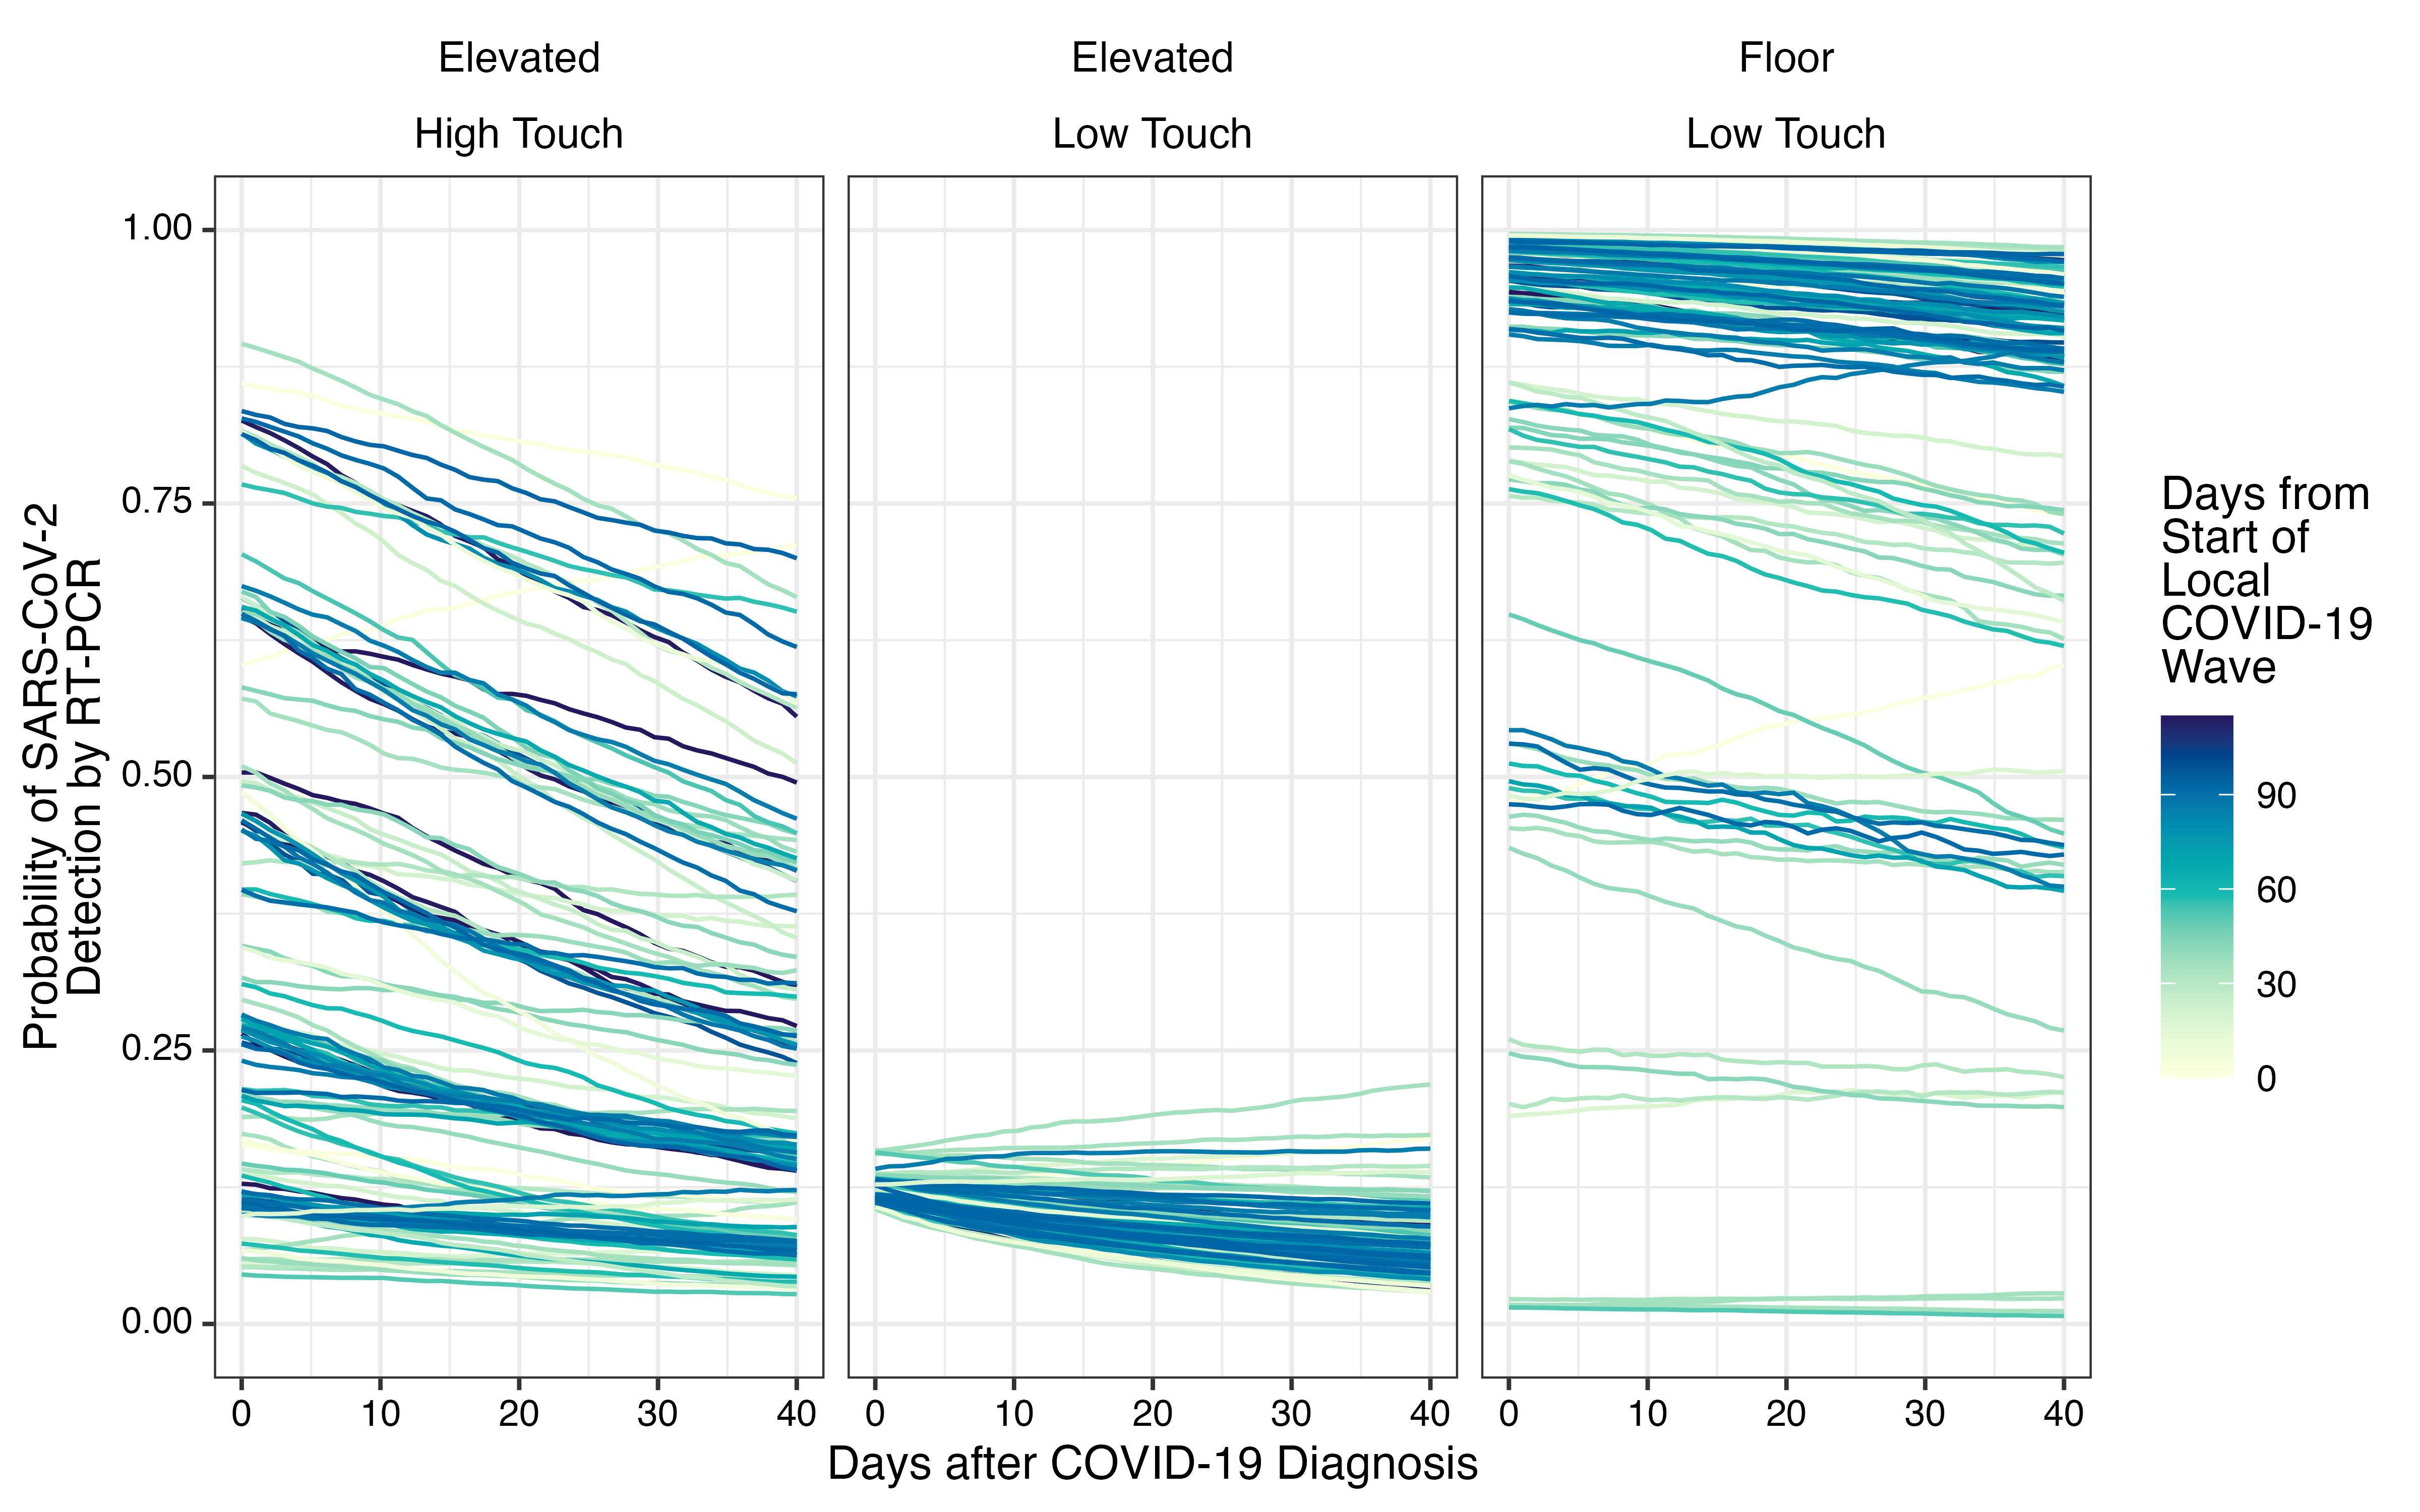 Elevated
High Touch
Elevated
Low Touch
Floor
Low Touch
Probability of SARS-CoV-2
Detection by RT-PCR
1.00
0.75
0.50
0.25
0.00
0 10 20 30 40
0 10 20 30 40
0 10 20 30 40
Days after COVID-19 Diagnosis
Days from
Start of
Local
COVID-19
Wave
90
60
30
0